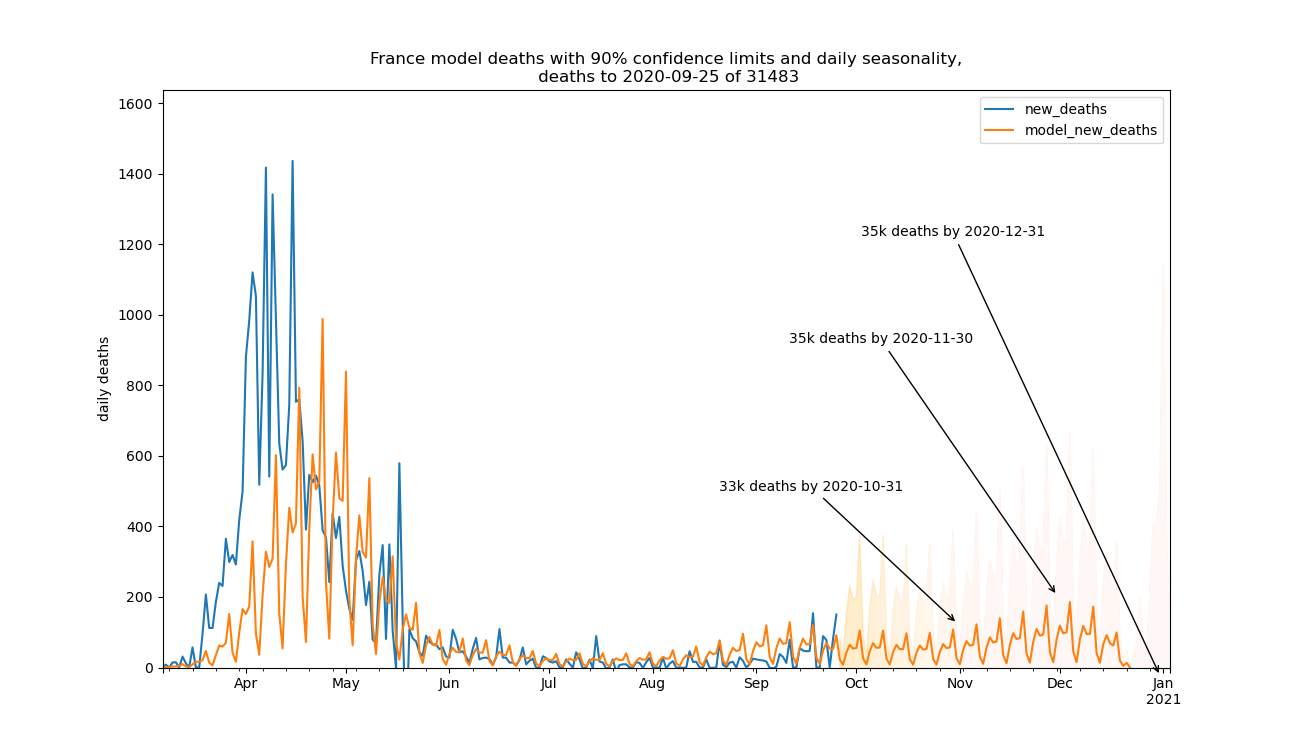 France model deaths with 90% confidence limits and daily seasonality,
deaths to 2020-09-25 of 31483
new_deaths
model_new_deaths
daily deaths
1600
1400
1200
1000
800
600
400
200
0
35k deaths by 2020-12-31
35k deaths by 2020-11-30
33k deaths by 2020-10-31
Apr May Jun Jul Aug Sep Oct Nov Dec Jan
2021